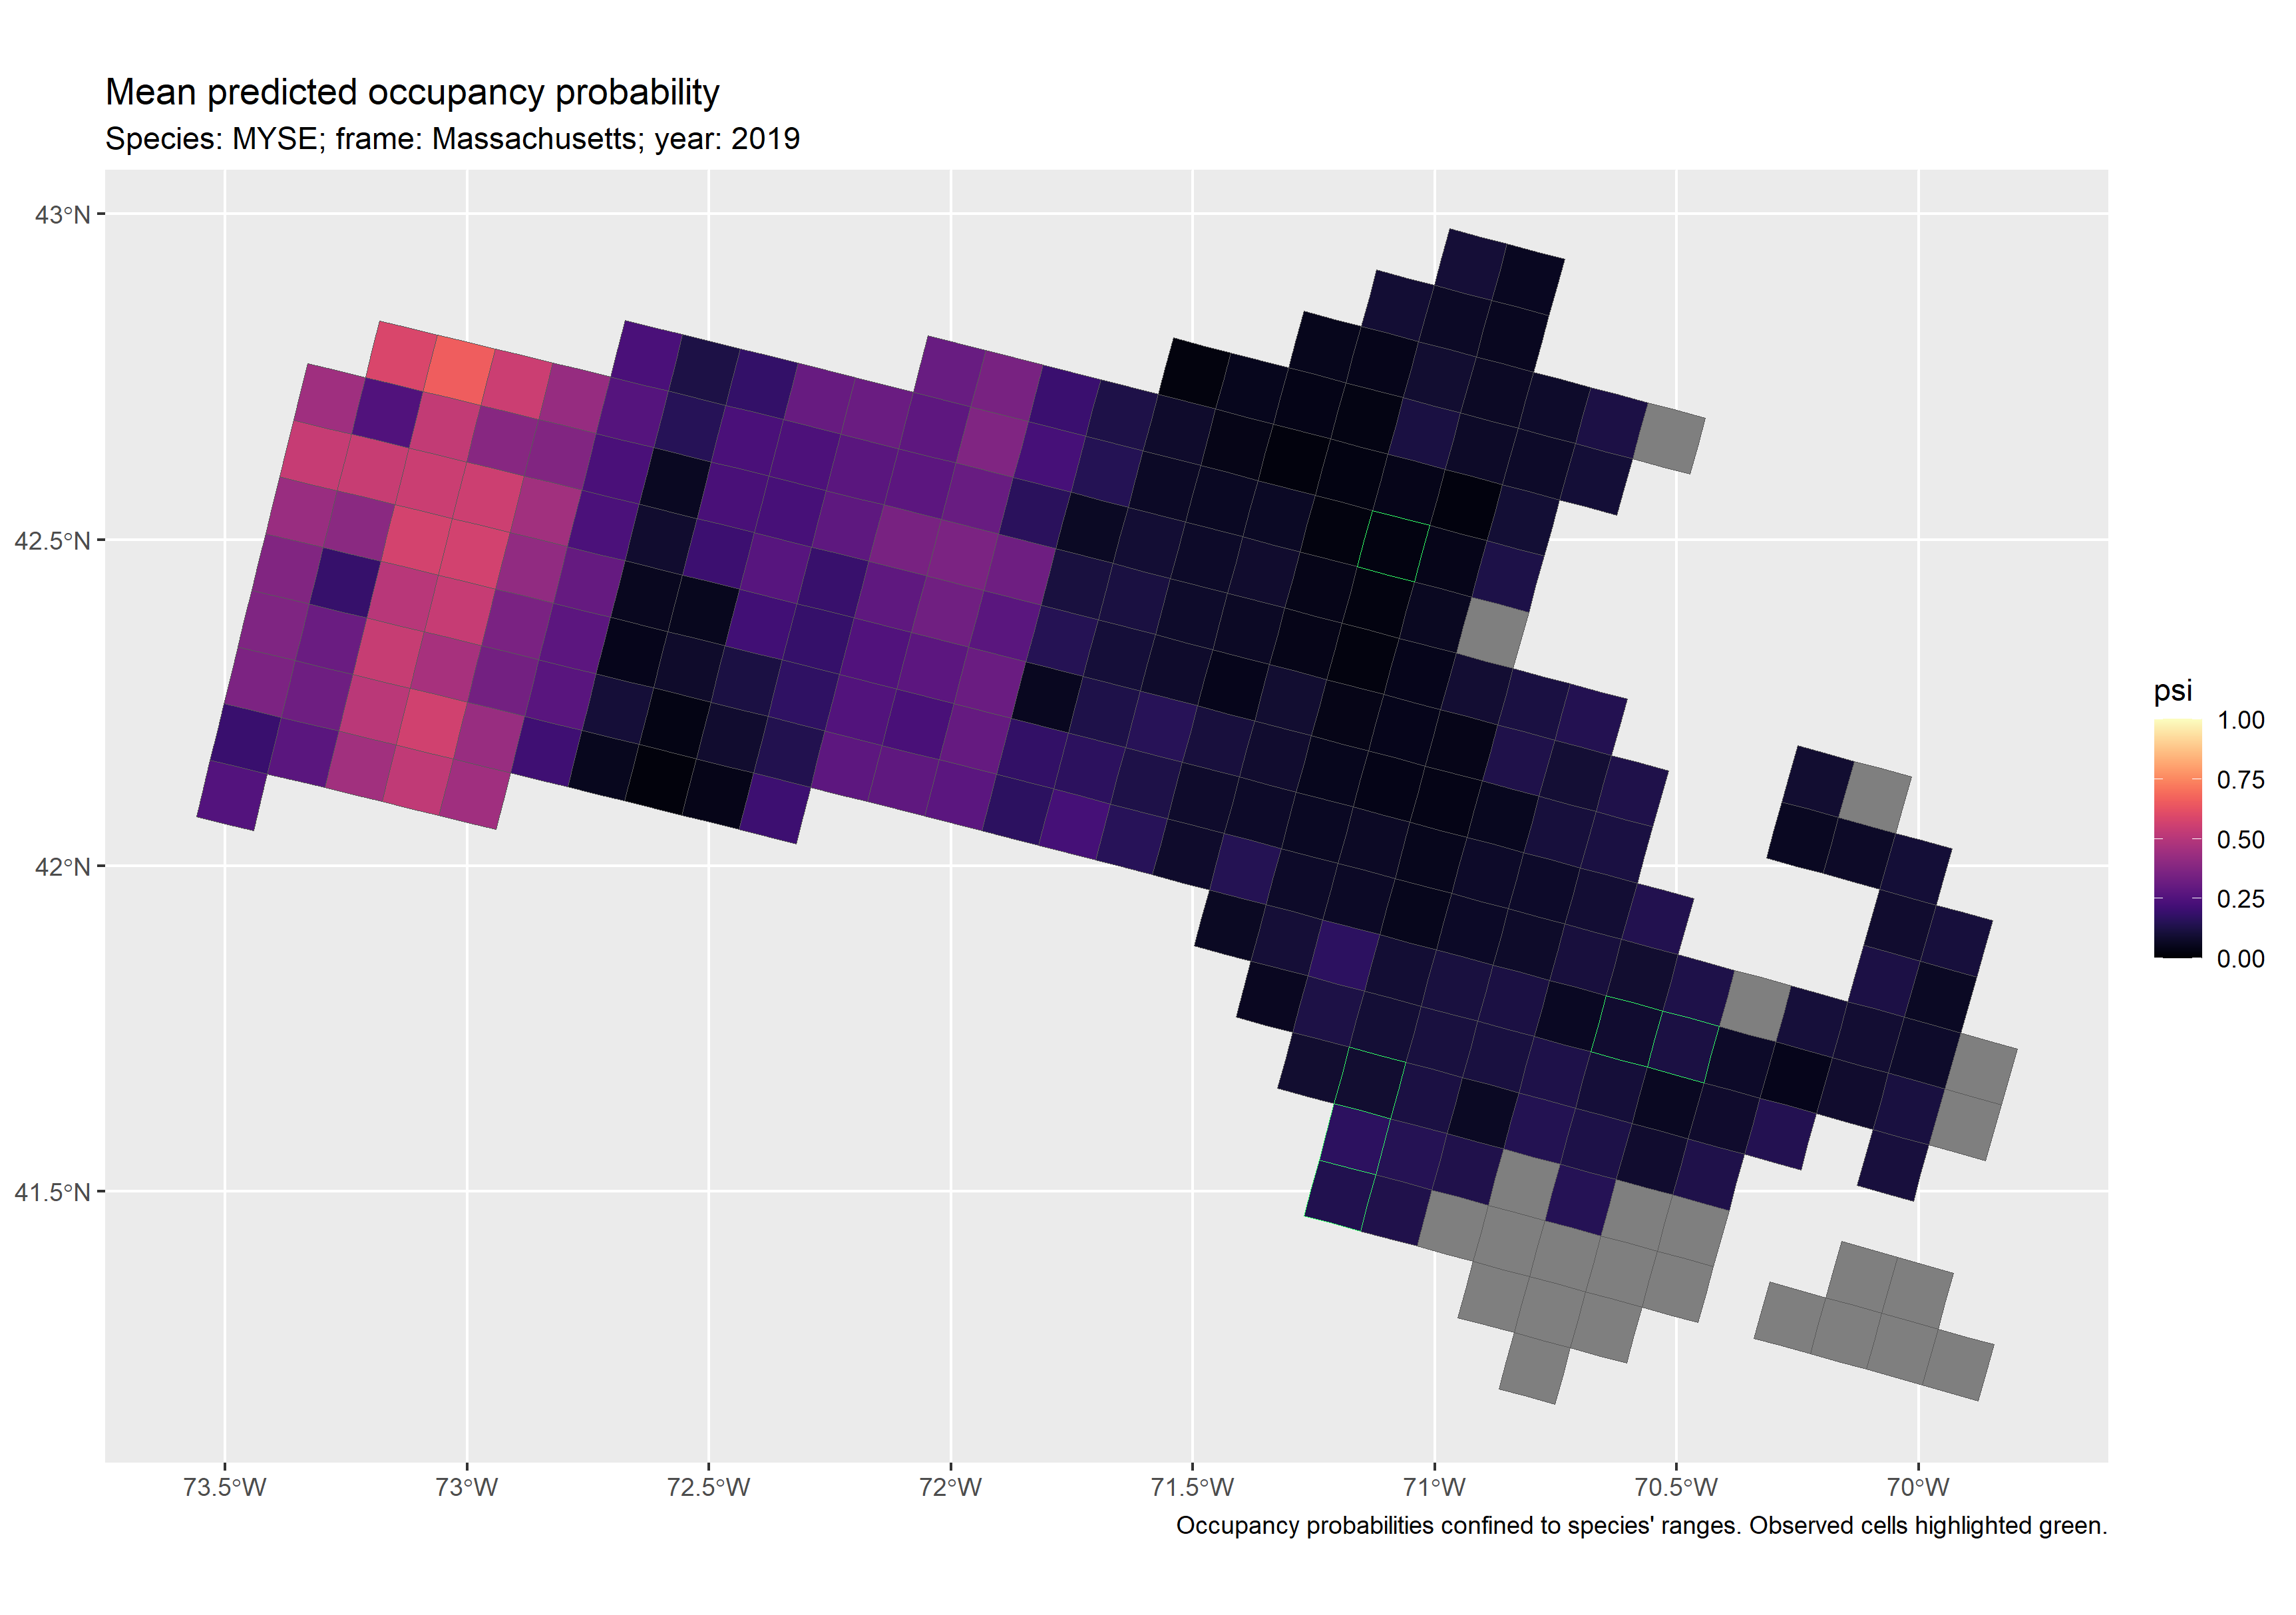 Mean predicted occupancy probability
Species: MYSE; frame: Massachusetts; year: 2019
43°N
42.5°N
42°N
41.5°N
73.5°W
73°W
72.5°W
72°W
71.5°W
71°W
70.5°W
70°W
psi
1.00
0.75
0.50
0.25
0.00
Occupancy probabilities confined to species' ranges. Observed cells highlighted green.